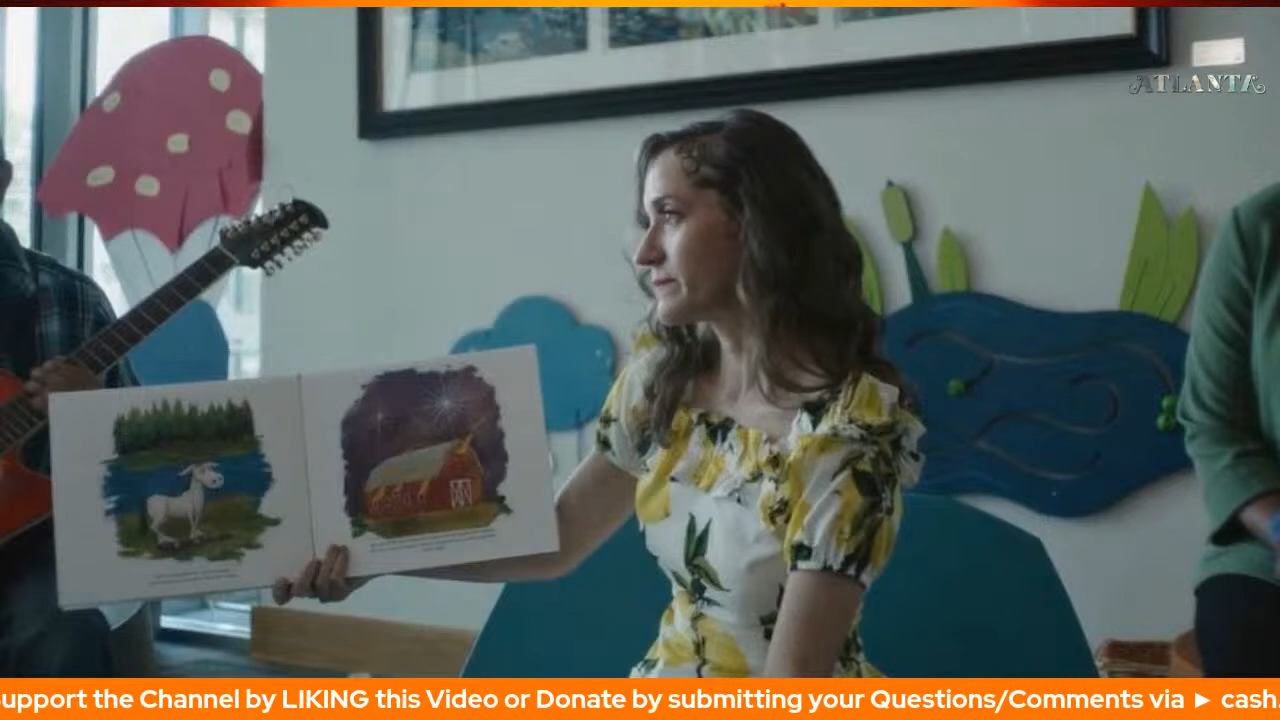 ATLANTA
upport the Channel by LIKING this Video or Donate by submitting your Questions/Comments via ► cash.